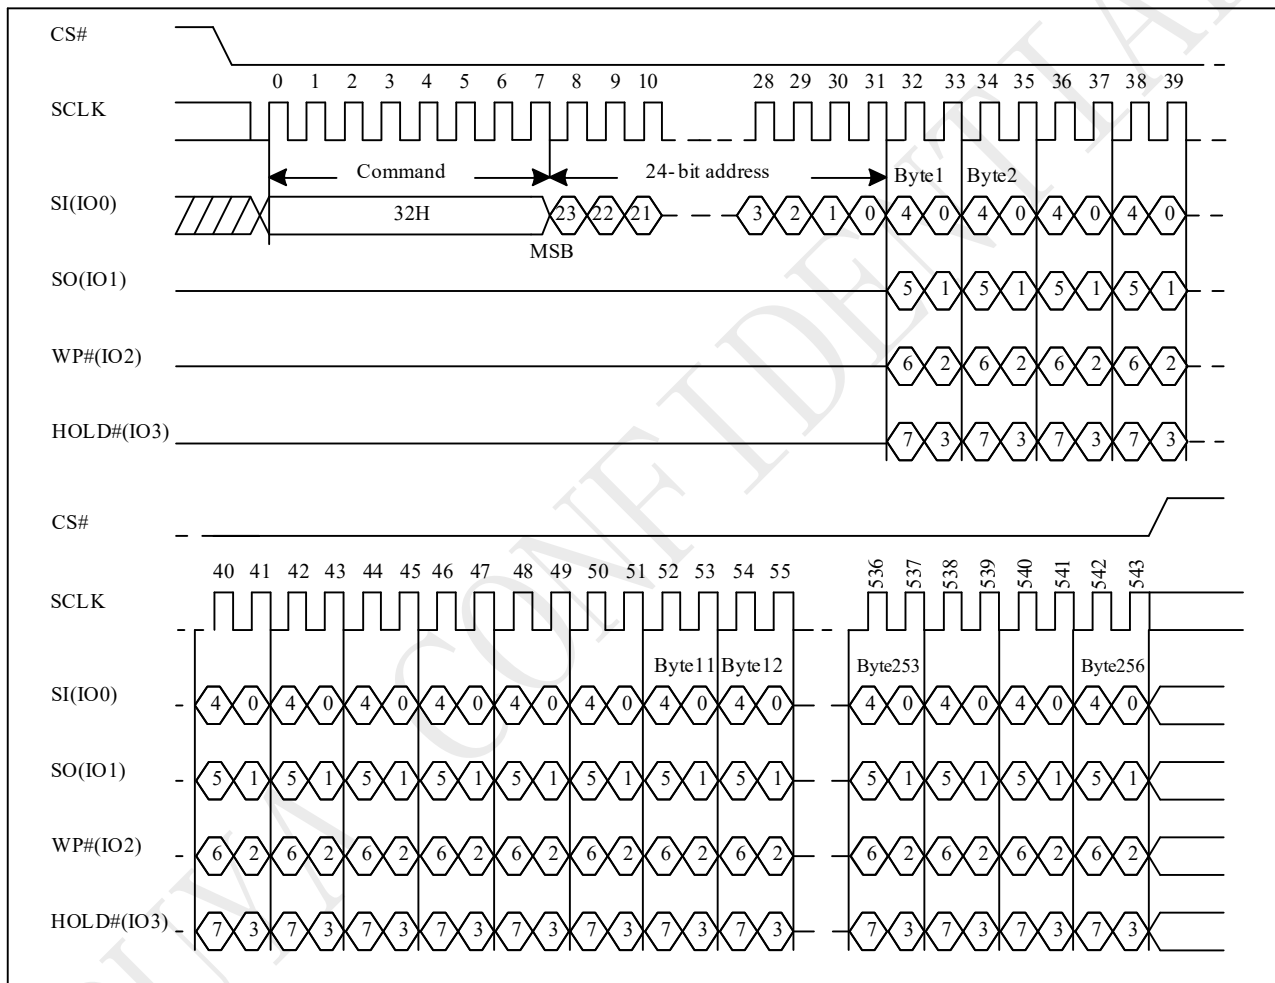 CS#
0 1 2 3 4 5 6 7 8 9 10 28 29 30 31 32 33 34 35 36 37 38 39
SCLK
Command 24-bit address Byte1 Byte2
SI(IO0) 32H 23 22 21 3 2 1 0 4 0 4 0 4 0 4 0
MSB
SO(IO1) 5 1 5 1 5 1 5 1
WP#(IO2) 6 2 6 2 6 2 6 2
HOLD#(IO3) 7 3 7 3 7 3 7 3
CS#
40 41 42 43 44 45 46 47 48 49 50 51 52 53 54 55 536 537 538 539 540 541 542 543
SCLK
Byte11 Byte12 Byte253 Byte256
SI(IO0) 4 0 4 0 4 0 4 0 4 0 4 0 4 0 4 0 4 0 4 0 4 0 4 0
SO(IO1) 5 1 5 1 5 1 5 1 5 1 5 1 5 1 5 1 5 1 5 1 5 1 5 1
WP#(IO2) 6 2 6 2 6 2 6 2 6 2 6 2 6 2 6 2 6 2 6 2 6 2 6 2
HOLD#(IO3) 7 3 7 3 7 3 7 3 7 3 7 3 7 3 7 3 7 3 7 3 7 3 7 3
CONFIDENTIAL